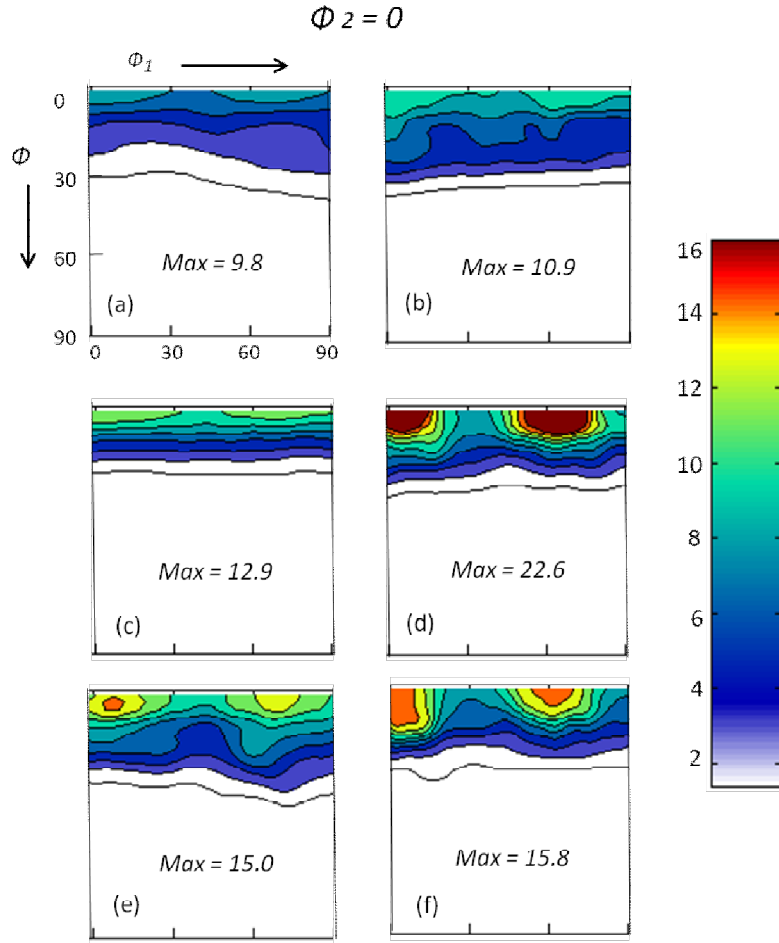 Φ 2 = 0
Φ1
0
Φ
30
60
90
0 30 60 90
Max = 9.8
(a)
Max = 10.9
(b)
Max = 12.9
(c)
Max = 22.6
(d)
Max = 15.0
(e)
Max = 15.8
(f)
16
14
12
10
8
6
4
2